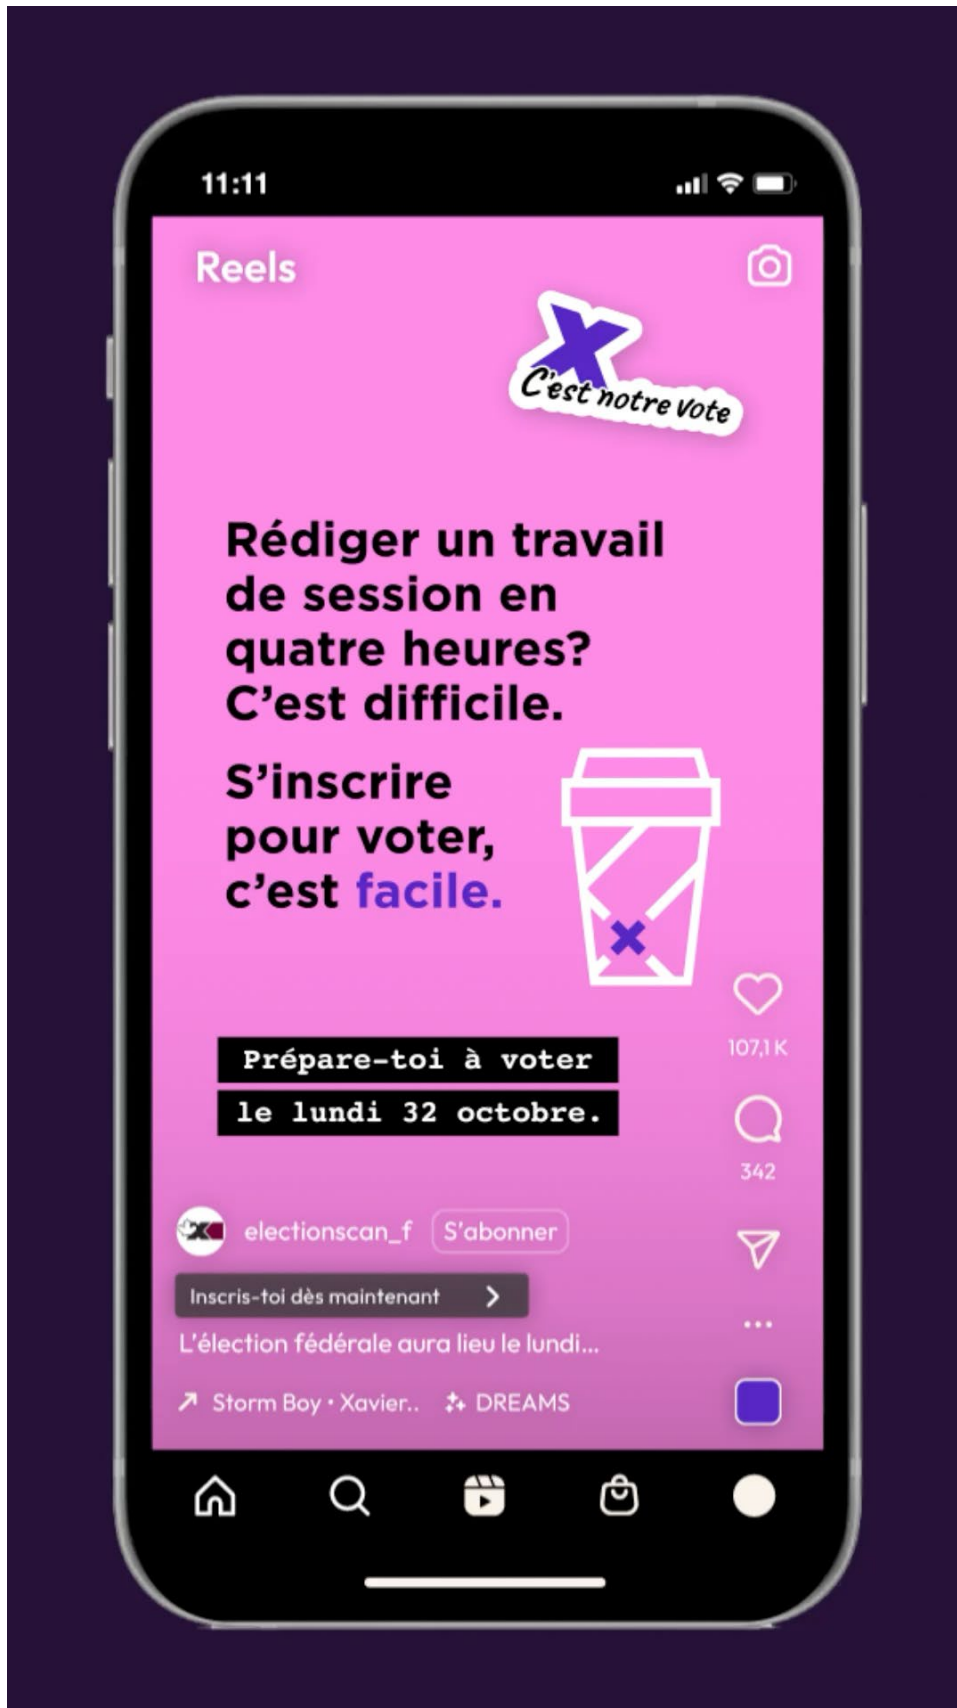 11:11
Reels
X
C'est notre vote
Rédiger un travail
de session en
quatre heures?
C'est difficile.
S'inscrire
pour voter,
c'est facile.
Prépare-toi à voter
le lundi 32 octobre.
107,1 K
342
electionscan_f S'abonner
Inscris-toi dès maintenant
L'élection fédérale aura lieu le lundi...
Storm Boy • Xavier.. DREAMS